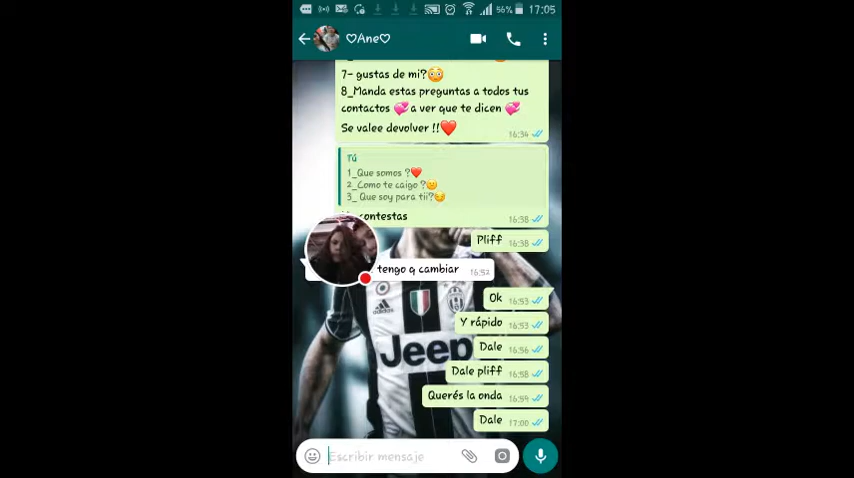 56% 17:05
♡Ane♡
7- gustas de mi?😳
8_Manda estas preguntas a todos tus
contactos 💞 a ver que te dicen 💞
Se valee devolver !!❤️
16:34
Tú
1_Que somos ?❤️
2_Como te caigo ?😕
3_ Que soy para tii?😏
contestas
16:38
Pliff 16:38
tengo q cambiar 16:52
Ok 16:53
Y rápido 16:53
Dale 16:56
Dale pliff 16:58
Querés la onda 16:59
Dale 17:00
Jeep
Escribir mensaje